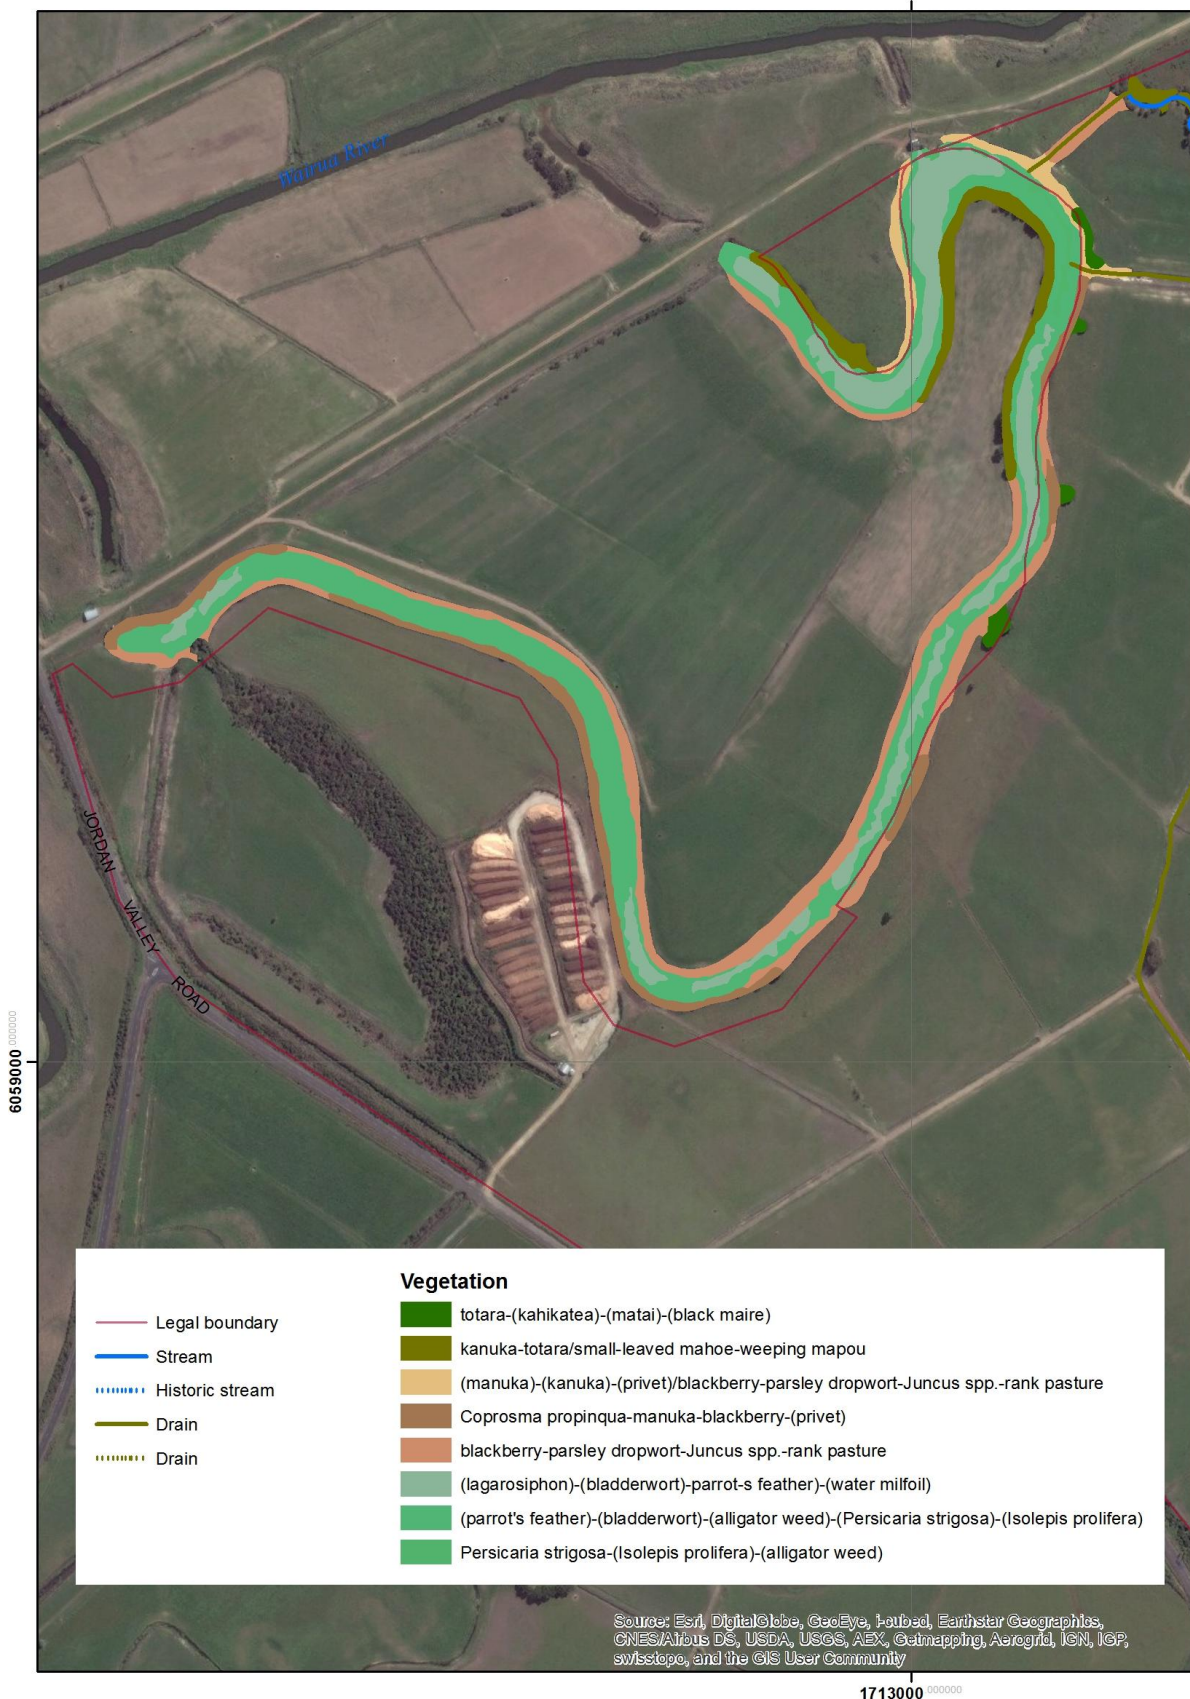 Wairua River
JORDAN
VALLEY
ROAD
6059000 000000
Vegetation
totara-(kahikatea)-(matai)-(black maire)
kanuka-totara/small-leaved mahoe-weeping mapou
(manuka)-(kanuka)-(privet)/blackberry-parsley dropwort-Juncus spp.-rank pasture
Coprosma propinqua-manuka-blackberry-(privet)
blackberry-parsley dropwort-Juncus spp.-rank pasture
(lagarosiphon)-(bladderwort)-parrot-s feather)-(water milfoil)
(parrot's feather)-(bladderwort)-(alligator weed)-(Persicaria strigosa)-(Isolepis prolifera)
Persicaria strigosa-(Isolepis prolifera)-(alligator weed)
Legal boundary
Stream
Historic stream
Drain
Drain
Source: Esri, DigitalGlobe, GeoEye, i-cubed, Earthstar Geographics,
CNES/Airbus DS, USDA, USGS, AEX, Getmapping, Aerogrid, IGN, IGP,
swisstopo, and the GIS User Community
1713000 000000